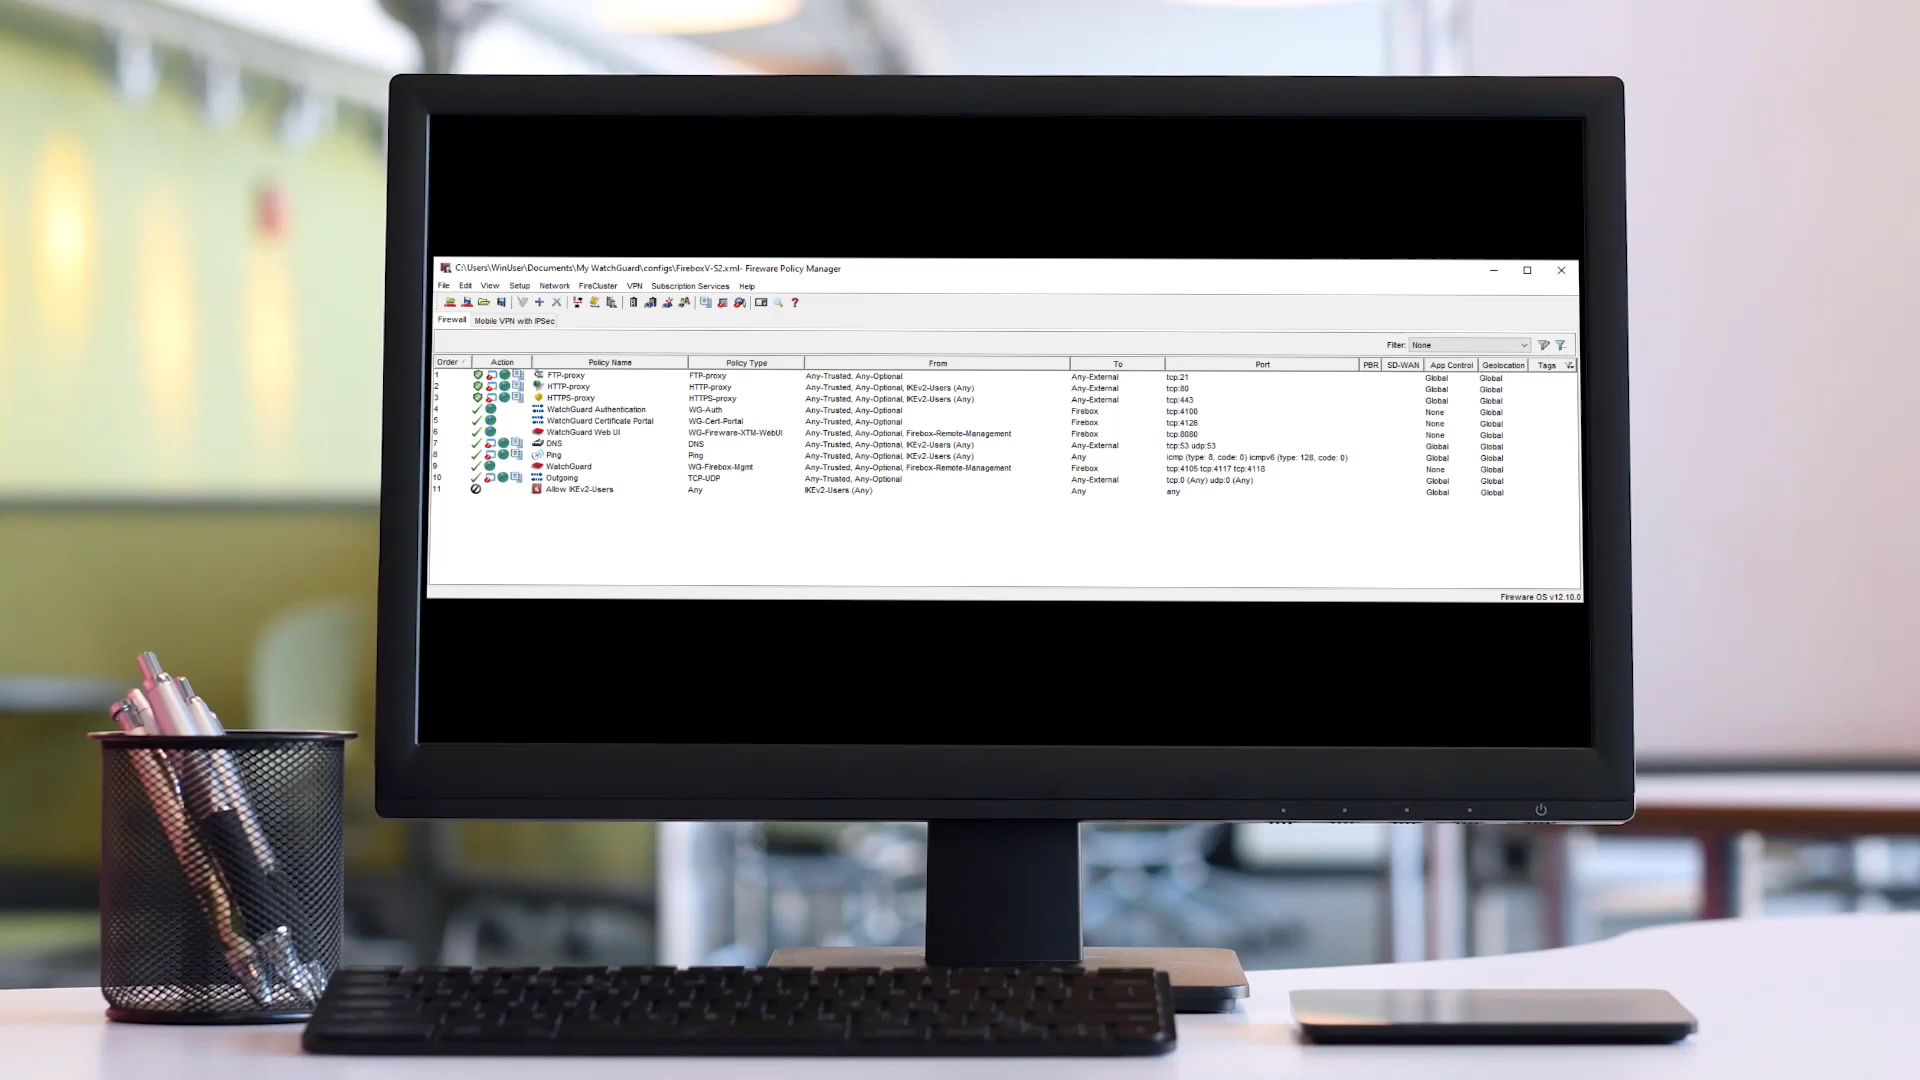 C:\Users\WinUser\Documents\My WatchGuard\configs\FireboxV-S2.xml- Fireware Policy Manager
File Edit View Setup Network FireCluster VPN Subscription Services Help
Firewall Mobile VPN with IPSec
Filter: None
Order Action Policy Name Policy Type From To Port PBR SD-WAN App Control Geolocation Tags
1 FTP-proxy FTP-proxy Any-Trusted, Any-Optional Any-External tcp:21 Global Global
2 HTTP-proxy HTTP-proxy Any-Trusted, Any-Optional, IKEv2-Users (Any) Any-External tcp:80 Global Global
3 HTTPS-proxy HTTPS-proxy Any-Trusted, Any-Optional, IKEv2-Users (Any) Any-External tcp:443 Global Global
4 WatchGuard Authentication WG-Auth Any-Trusted, Any-Optional Firebox tcp:4100 None Global
5 WatchGuard Certificate Portal WG-Cert-Portal Any-Trusted, Any-Optional Firebox tcp:4126 None Global
6 WatchGuard Web UI WG-Fireware-XTM-WebUI Any-Trusted, Any-Optional, Firebox-Remote-Management Firebox tcp:8080 None Global
7 DNS DNS Any-Trusted, Any-Optional, IKEv2-Users (Any) Any-External tcp:53 udp:53 Global Global
8 Ping Ping Any-Trusted, Any-Optional, IKEv2-Users (Any) Any icmp (type: 8, code: 0) icmpv6 (type: 128, code: 0) Global Global
9 WatchGuard WG-Firebox-Mgmt Any-Trusted, Any-Optional, Firebox-Remote-Management Firebox tcp:4105 tcp:4117 tcp:4118 None Global
10 Outgoing TCP-UDP Any-Trusted, Any-Optional Any-External tcp:0 (Any) udp:0 (Any) Global Global
11 Allow IKEv2-Users Any IKEv2-Users (Any) Any any Global Global
Fireware OS v12.10.0